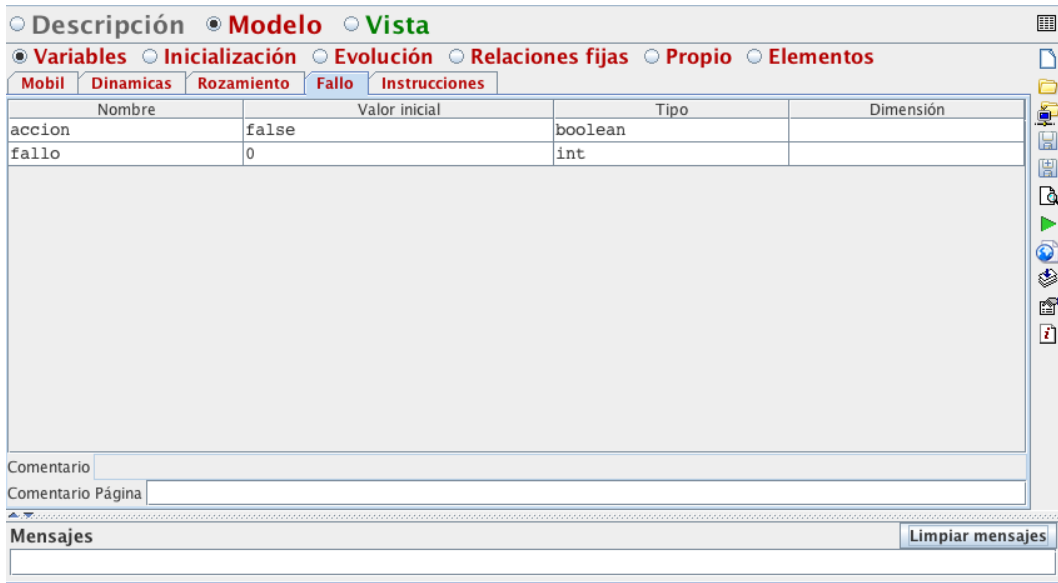 Descripción Modelo Vista
Variables Inicialización Evolución Relaciones fijas Propio Elementos
Mobil Dinamicas Rozamiento Fallo Instrucciones
Nombre Valor inicial Tipo Dimensión
accion false boolean
fallo 0 int
Comentario
Comentario Página
Mensajes Limpiar mensajes